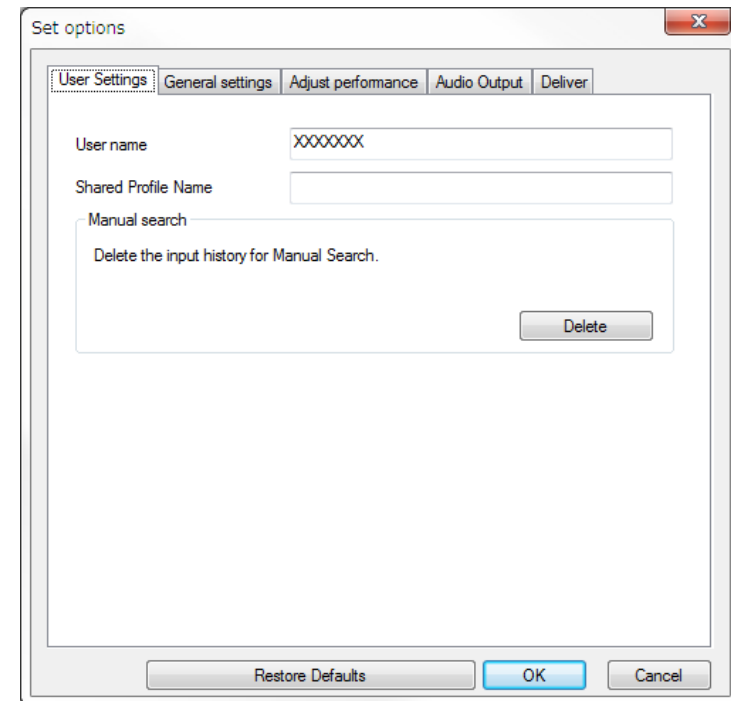 Set options
User Settings General settings Adjust performance Audio Output Deliver
User name XXXXXXX
Shared Profile Name
Manual search
Delete the input history for Manual Search.
Delete
Restore Defaults OK Cancel